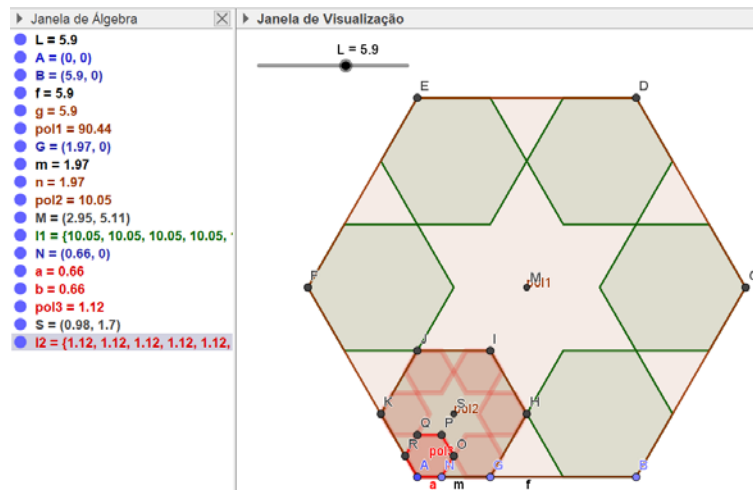 Janela de Álgebra
L = 5.9
A = (0, 0)
B = (5.9, 0)
f = 5.9
g = 5.9
pol1 = 90.44
G = (1.97, 0)
m = 1.97
n = 1.97
pol2 = 10.05
M = (2.95, 5.11)
l1 = {10.05, 10.05, 10.05, 10.05,
N = (0.66, 0)
a = 0.66
b = 0.66
pol3 = 1.12
S = (0.98, 1.7)
l2 = {1.12, 1.12, 1.12, 1.12, 1.12,
Janela de Visualização
L = 5.9
E D
F M C
pol1
J I
K S H
pol2
Q P
R O
pol3
A N G B
a m f